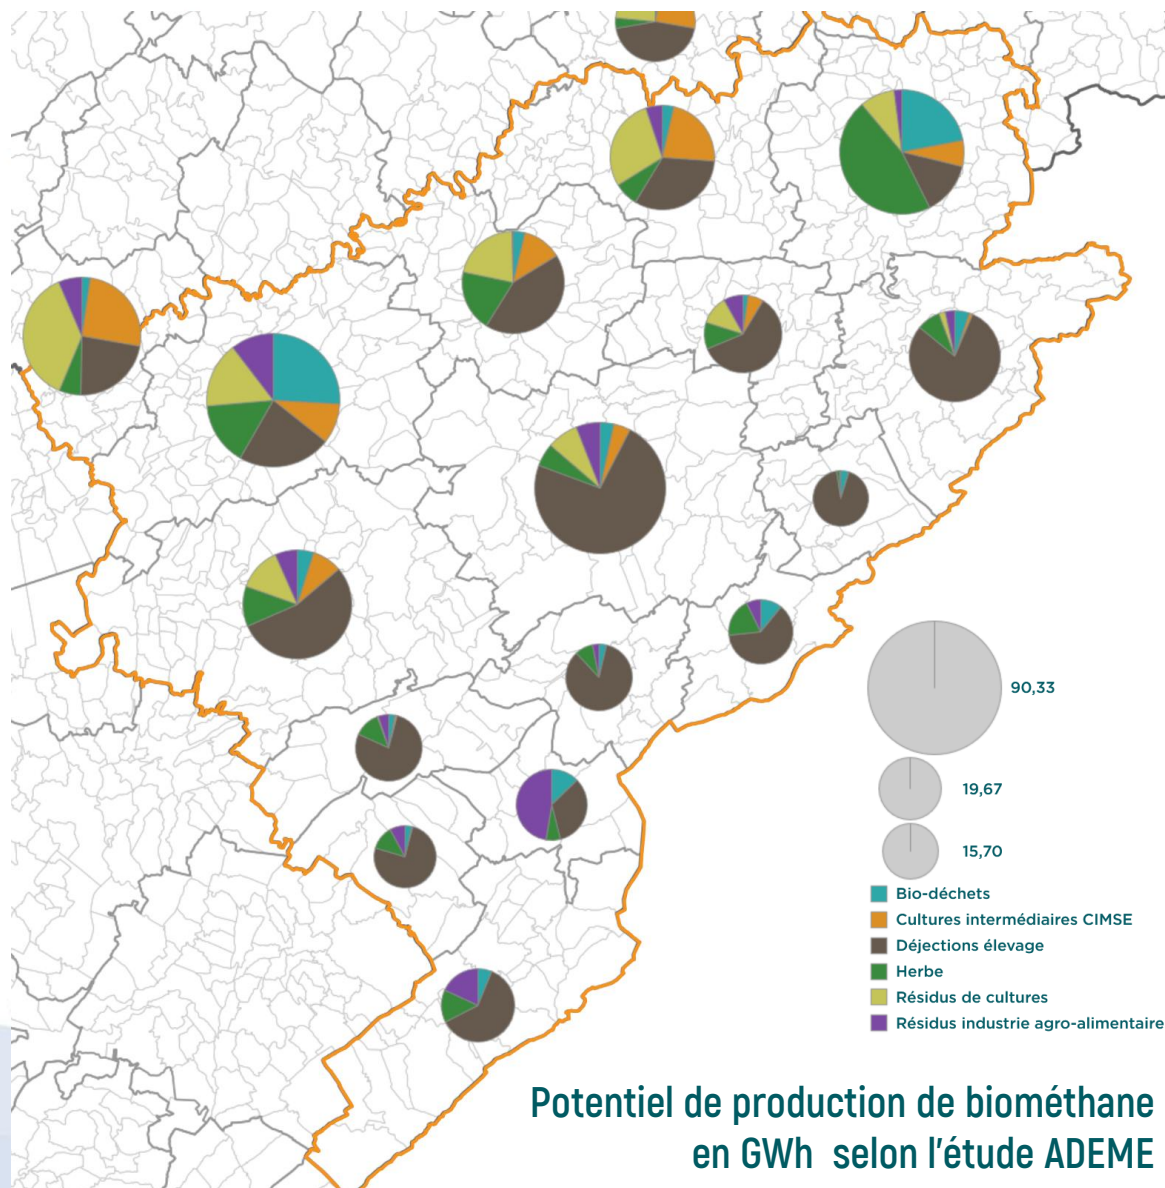 90,33
19,67
15,70
Bio-déchets
Cultures intermédiaires CIMSE
Déjections élevage
Herbe
Résidus de cultures
Résidus industrie agro-alimentaire
Potentiel de production de biométhane
en GWh selon l'étude ADEME